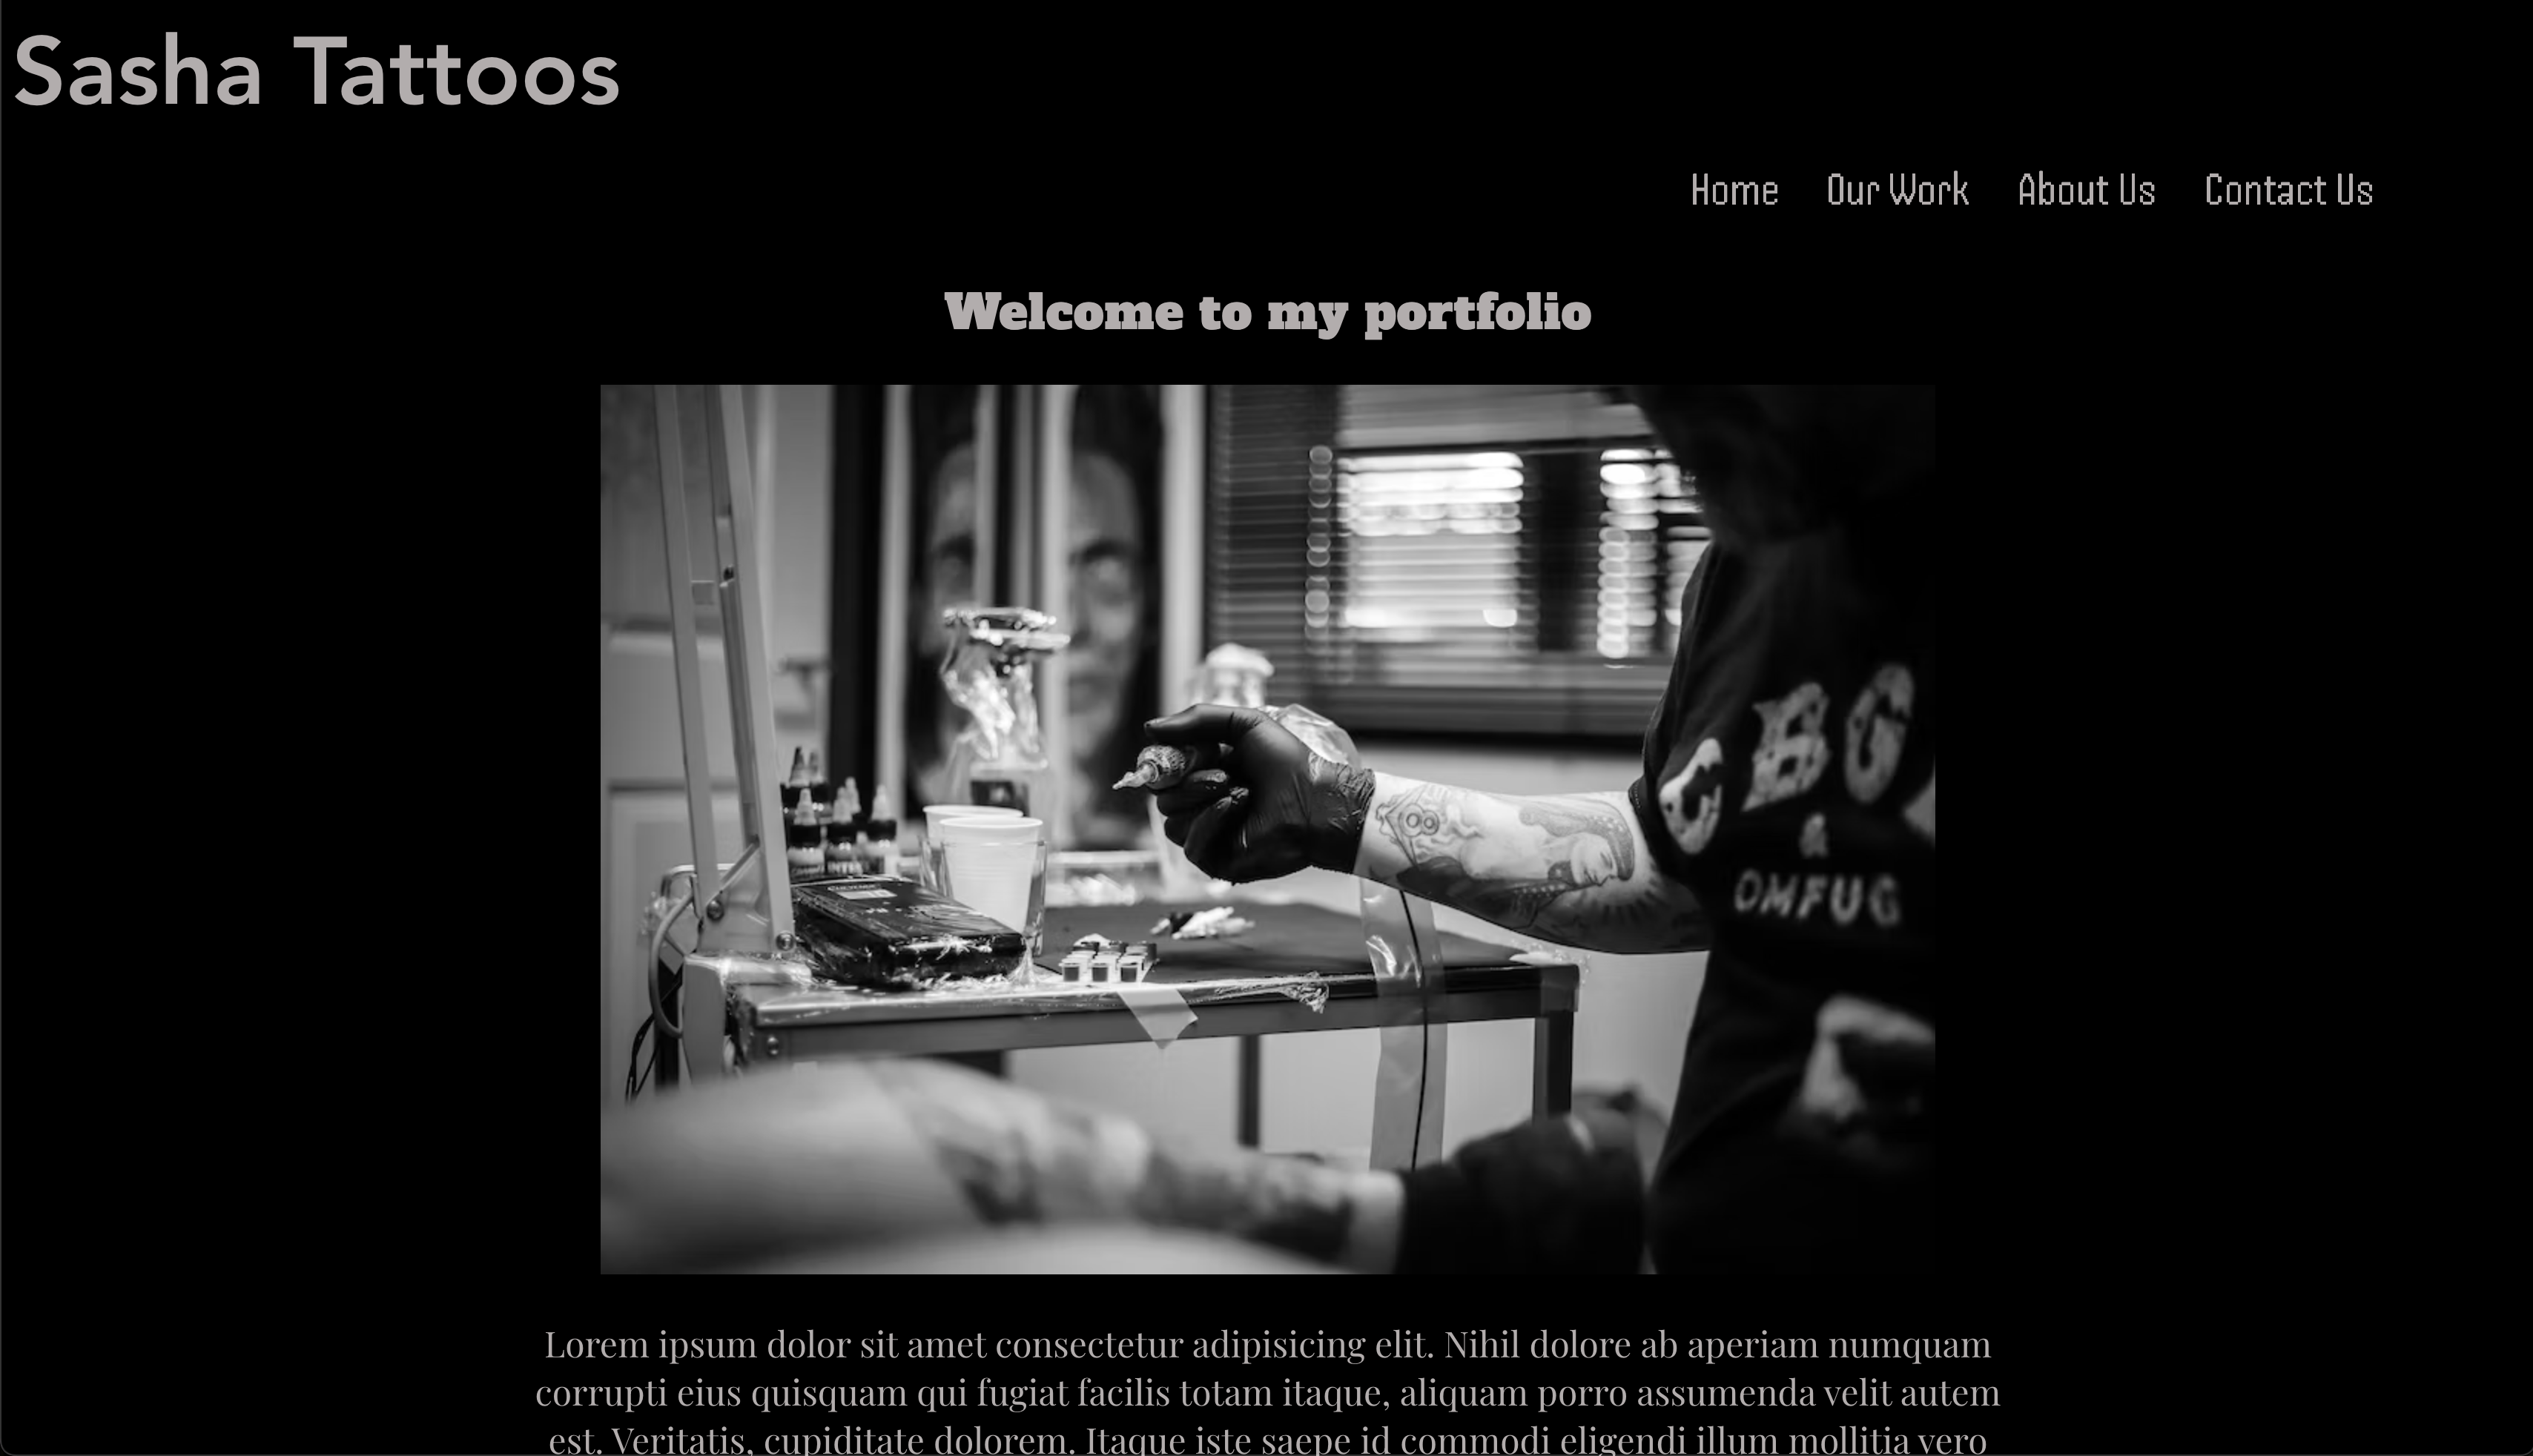 Sasha Tattoos
Home Our Work About Us Contact Us
Welcome to my portfolio
C B G
&
OMFUG
Lorem ipsum dolor sit amet consectetur adipisicing elit. Nihil dolore ab aperiam numquam
corrupti eius quisquam qui fugiat facilis totam itaque, aliquam porro assumenda velit autem
est. Veritatis, cupiditate dolorem. Itaque iste saepe id commodi eligendi illum mollitia vero